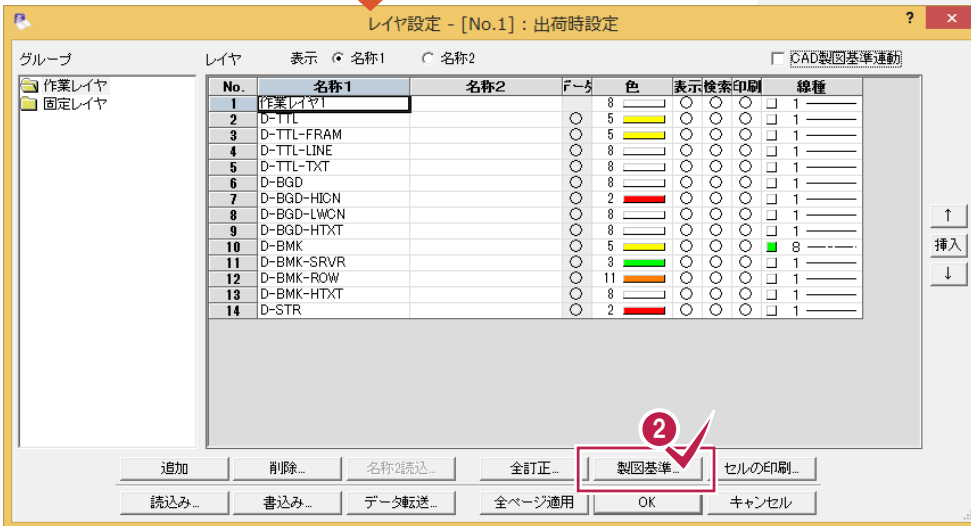 レイヤ設定 - [No.1] : 出荷時設定 ? ×
グループ レイヤ 表示 名称1 名称2 CAD製図基準連動
作業レイヤ
固定レイヤ
No. 名称1 名称2 データ 色 表示 検索 印刷 線種
1 作業レイヤ1 8 ○ ○ ○ 1
2 D-TTL ○ 5 ○ ○ ○ 1
3 D-TTL-FRAM ○ 5 ○ ○ ○ 1
4 D-TTL-LINE ○ 8 ○ ○ ○ 1
5 D-TTL-TXT ○ 8 ○ ○ ○ 1
6 D-BGD ○ 8 ○ ○ ○ 1
7 D-BGD-HICN ○ 2 ○ ○ ○ 1
8 D-BGD-LWCN ○ 8 ○ ○ ○ 1
9 D-BGD-HTXT ○ 8 ○ ○ ○ 1
10 D-BMK ○ 5 ○ ○ ○ 8
11 D-BMK-SRVR ○ 3 ○ ○ ○ 1
12 D-BMK-ROW ○ 11 ○ ○ ○ 1
13 D-BMK-HTXT ○ 8 ○ ○ ○ 1
14 D-STR ○ 2 ○ ○ ○ 1
↑
挿入
↓
2
追加 削除... 名称2読込... 全訂正... 製図基準... セルの印刷...
読込み... 書込み... データ転送... 全ページ適用 OK キャンセル